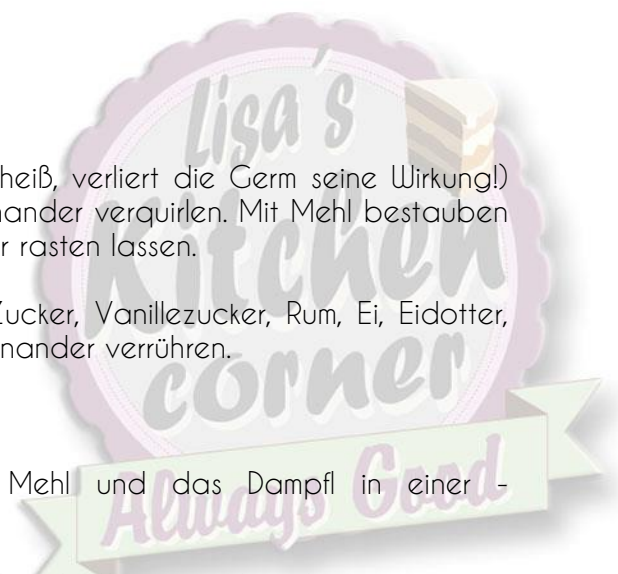 Lisa's
heiß, verliert die Germ seine Wirkung!)
nander verquirlen. Mit Mehl bestauben
Kitchen
r rasten lassen.
Zucker, Vanillezucker, Rum, Ei, Eidotter,
nander verrühren.
corner
Mehl und das Dampfl in einer -
Always Good